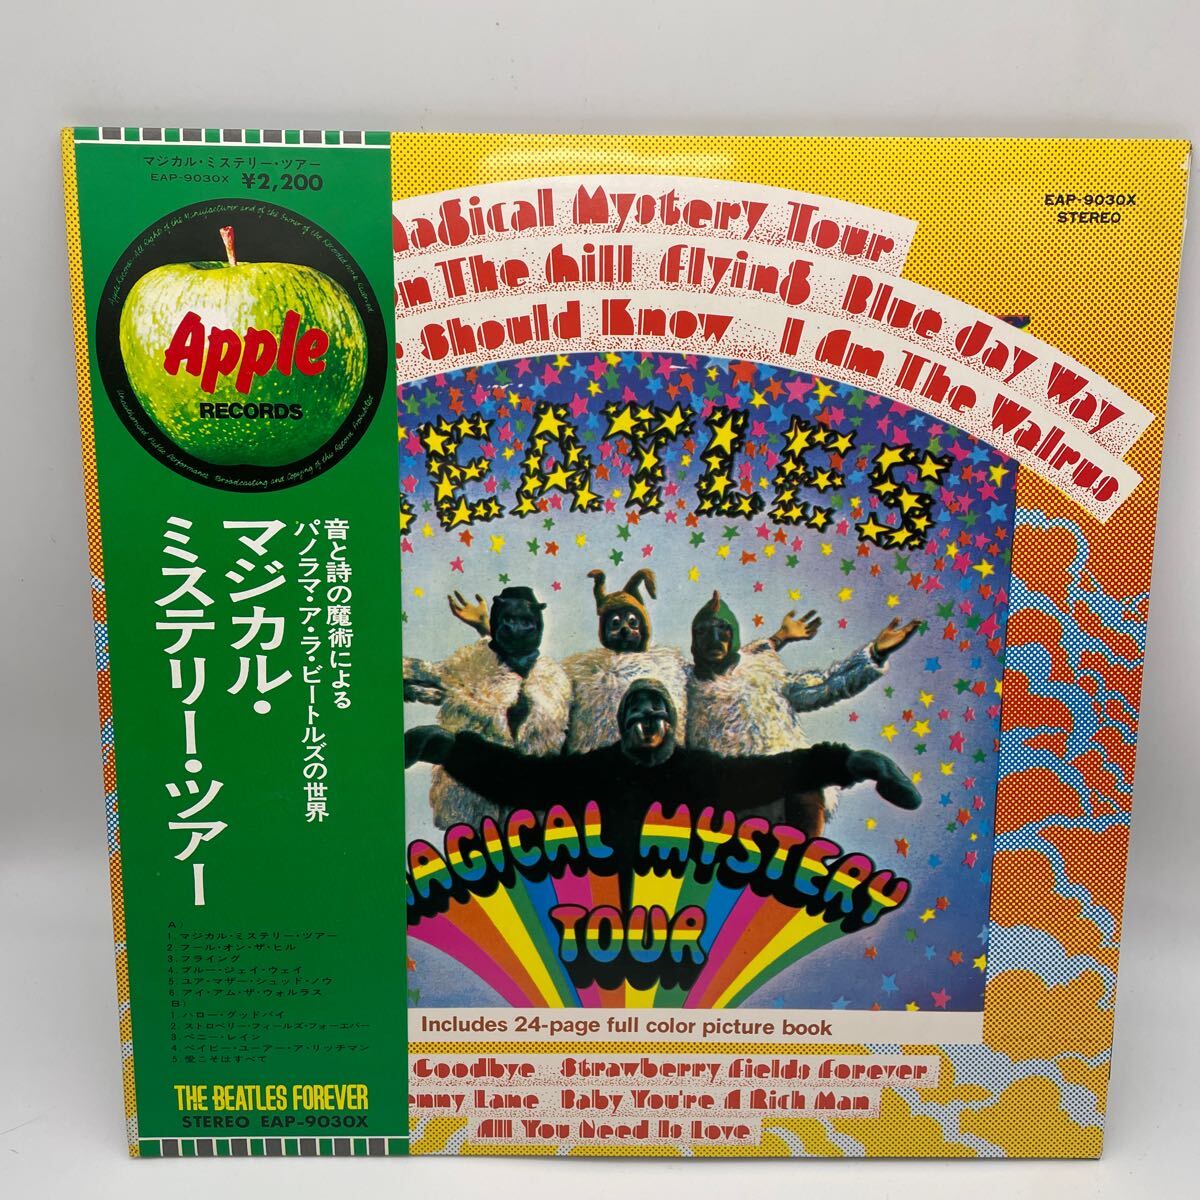 マジカル・ミステリー・ツアー
EAP-9030X ¥2,200
Apple
RECORDS
音と詩の魔術による
パノラマ・ア・ラ・ビートルズの世界
マジカル・
ミステリー・ツアー
A)
1. マジカル・ミステリー・ツアー
2. フール・オン・ザ・ヒル
3. フライング
4. ブルー・ジェイ・ウェイ
5. ユア・マザー・シュッド・ノウ
6. アイ・アム・ザ・ウォルラス
B)
1. ハロー・グッドバイ
2. ストロベリー・フィールズ・フォーエバー
3. ペニー・レイン
4. ベイビー・ユーアー・ア・リッチマン
5. 愛こそはすべて
THE BEATLES FOREVER
STEREO EAP-9030X
EAP-9030X
STEREO
Magical Mystery Tour
on The hill flying Blue Jay Way
Should Know I Am The Walrus
EATLES
MAGICAL MYSTERY
TOUR
Includes 24-page full color picture book
Goodbye Strawberry fields forever
enny Lane Baby You're A Rich Man
All You Need Is Love